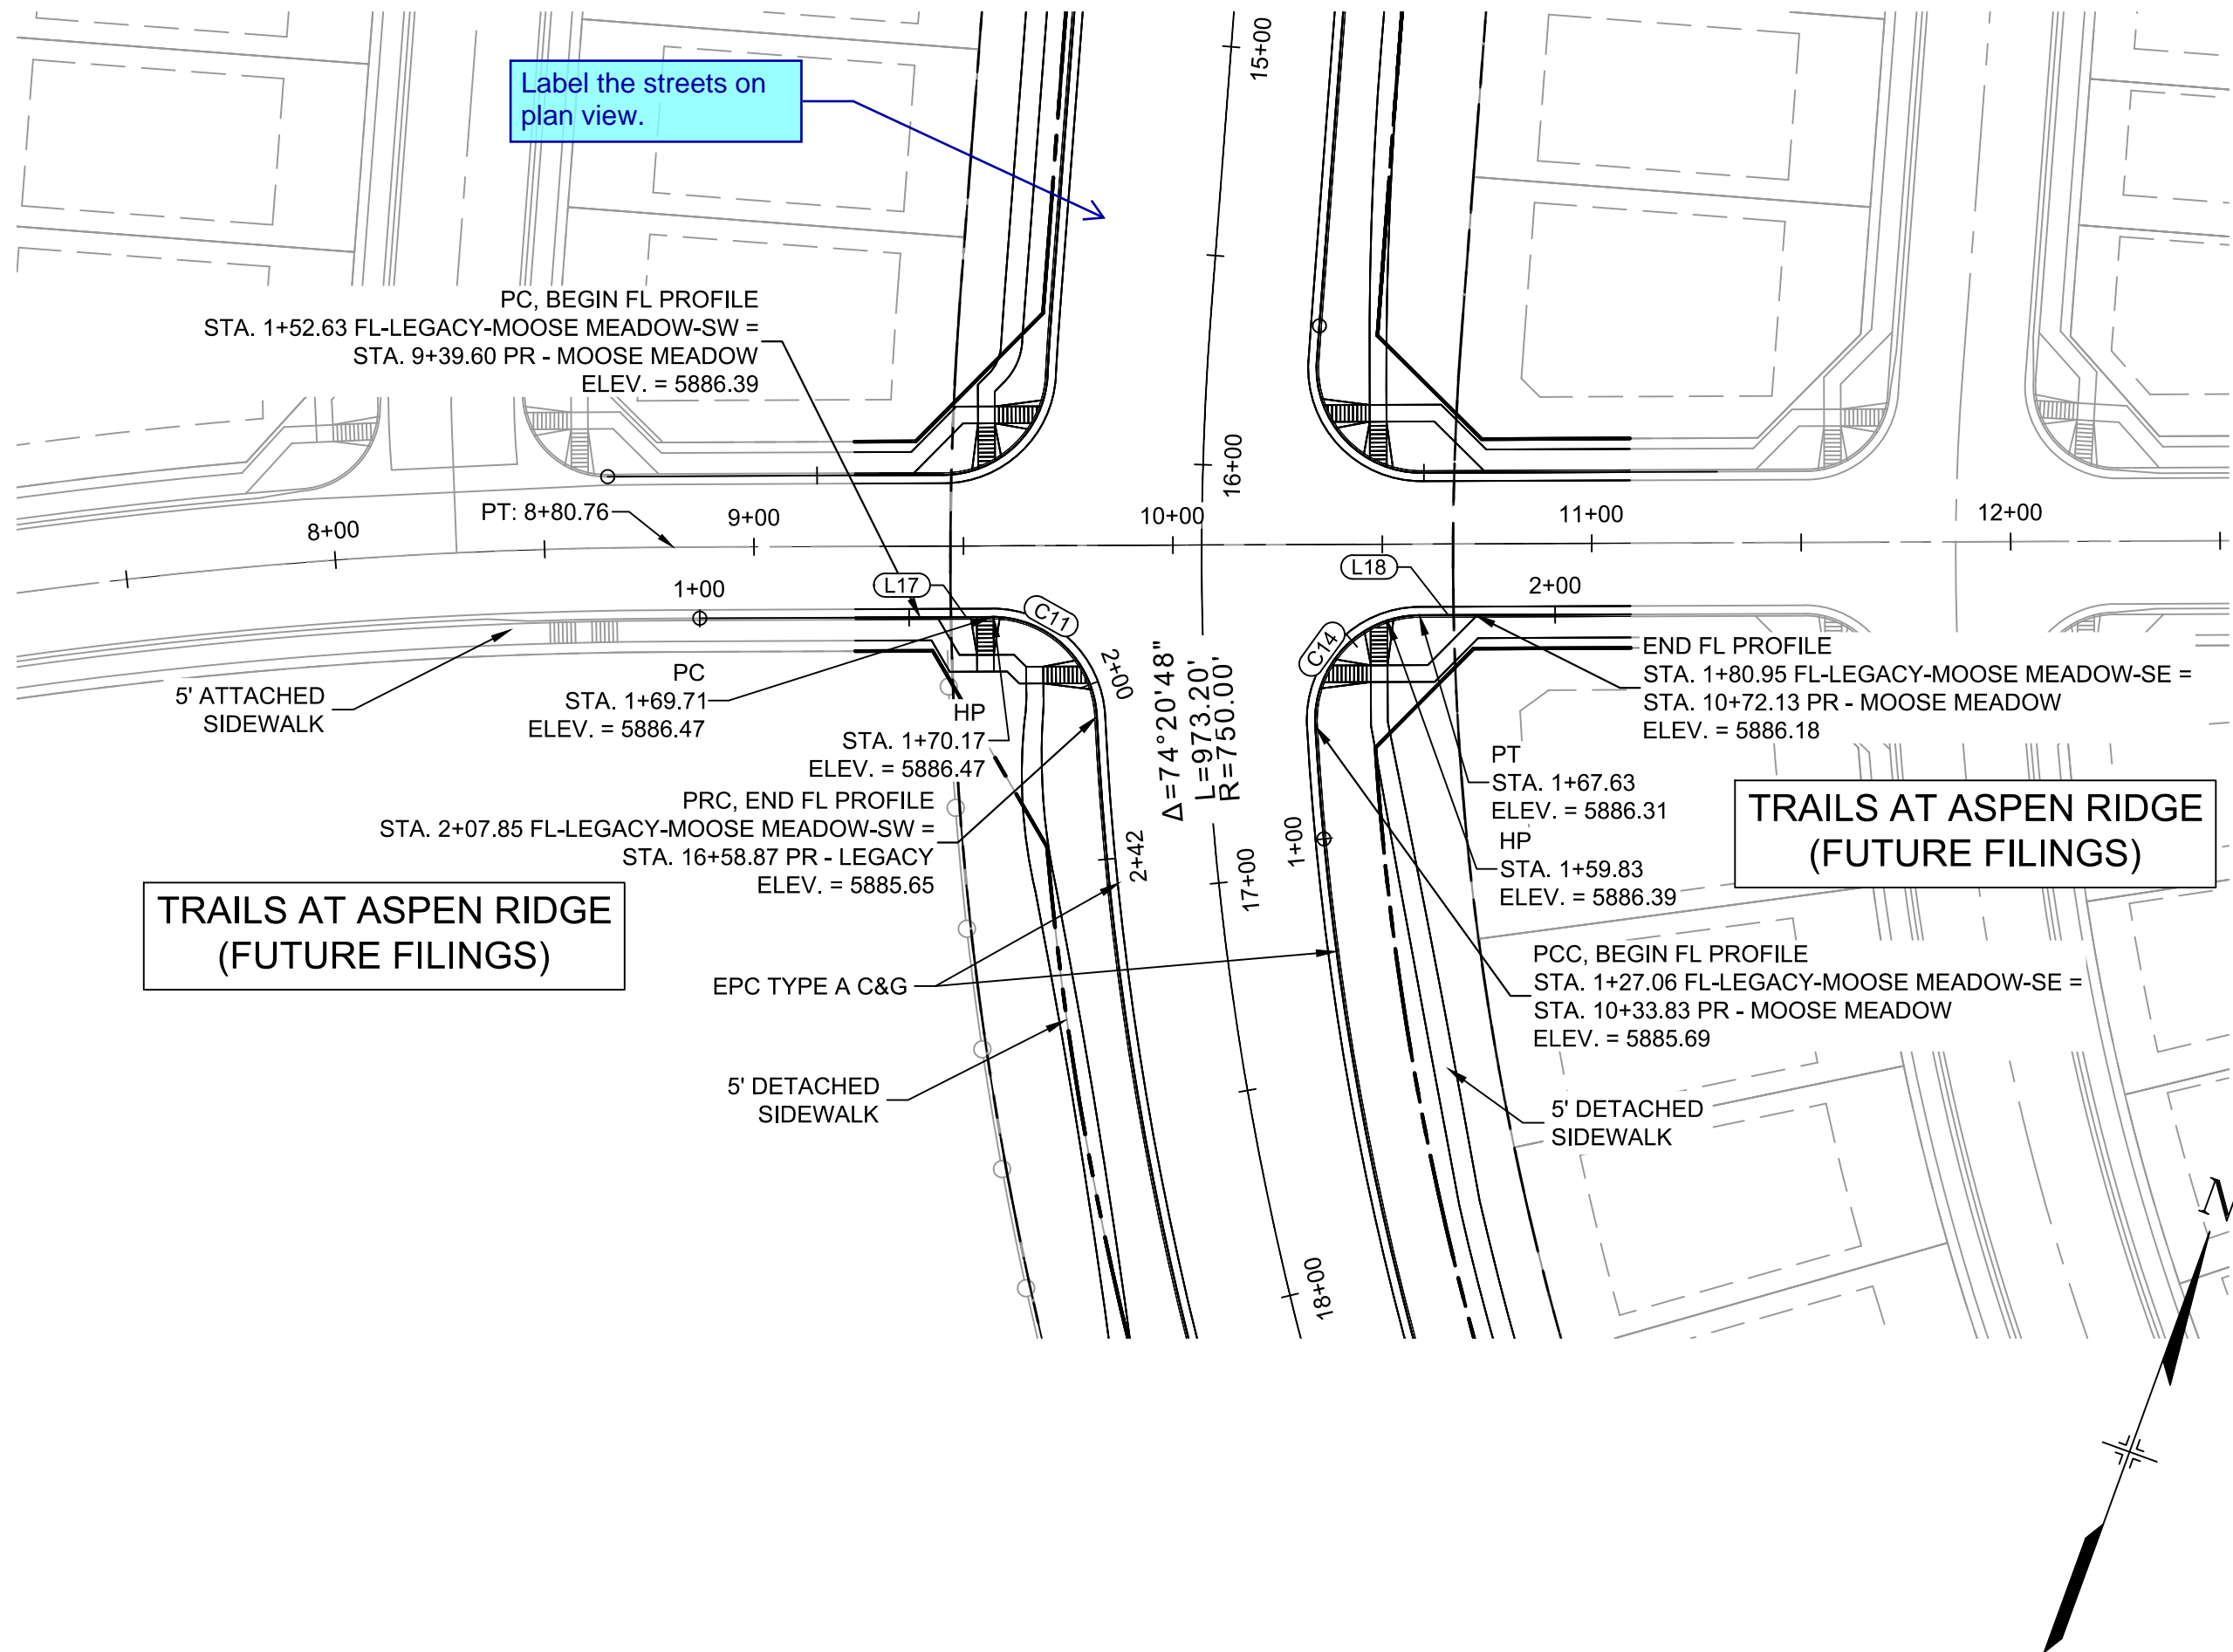 15+00
Label the streets on
plan view.
PC, BEGIN FL PROFILE
STA. 1+52.63 FL-LEGACY-MOOSE MEADOW-SW =
STA. 9+39.60 PR - MOOSE MEADOW
ELEV. = 5886.39
16+00
PT: 8+80.76
8+00
9+00
10+00
11+00
12+00
1+00
L17
C11
L18
2+00
C14
2+00
5' ATTACHED
SIDEWALK
PC
STA. 1+69.71
ELEV. = 5886.47
HP
STA. 1+70.17
ELEV. = 5886.47
PRC, END FL PROFILE
STA. 2+07.85 FL-LEGACY-MOOSE MEADOW-SW =
STA. 16+58.87 PR - LEGACY
ELEV. = 5885.65
Δ=74°20'48"
L=973.20'
R=750.00'
END FL PROFILE
STA. 1+80.95 FL-LEGACY-MOOSE MEADOW-SE =
STA. 10+72.13 PR - MOOSE MEADOW
ELEV. = 5886.18
PT
STA. 1+67.63
ELEV. = 5886.31
HP
STA. 1+59.83
ELEV. = 5886.39
TRAILS AT ASPEN RIDGE
(FUTURE FILINGS)
2+42
17+00
1+00
TRAILS AT ASPEN RIDGE
(FUTURE FILINGS)
EPC TYPE A C&G
PCC, BEGIN FL PROFILE
STA. 1+27.06 FL-LEGACY-MOOSE MEADOW-SE =
STA. 10+33.83 PR - MOOSE MEADOW
ELEV. = 5885.69
5' DETACHED
SIDEWALK
5' DETACHED
SIDEWALK
18+00
N